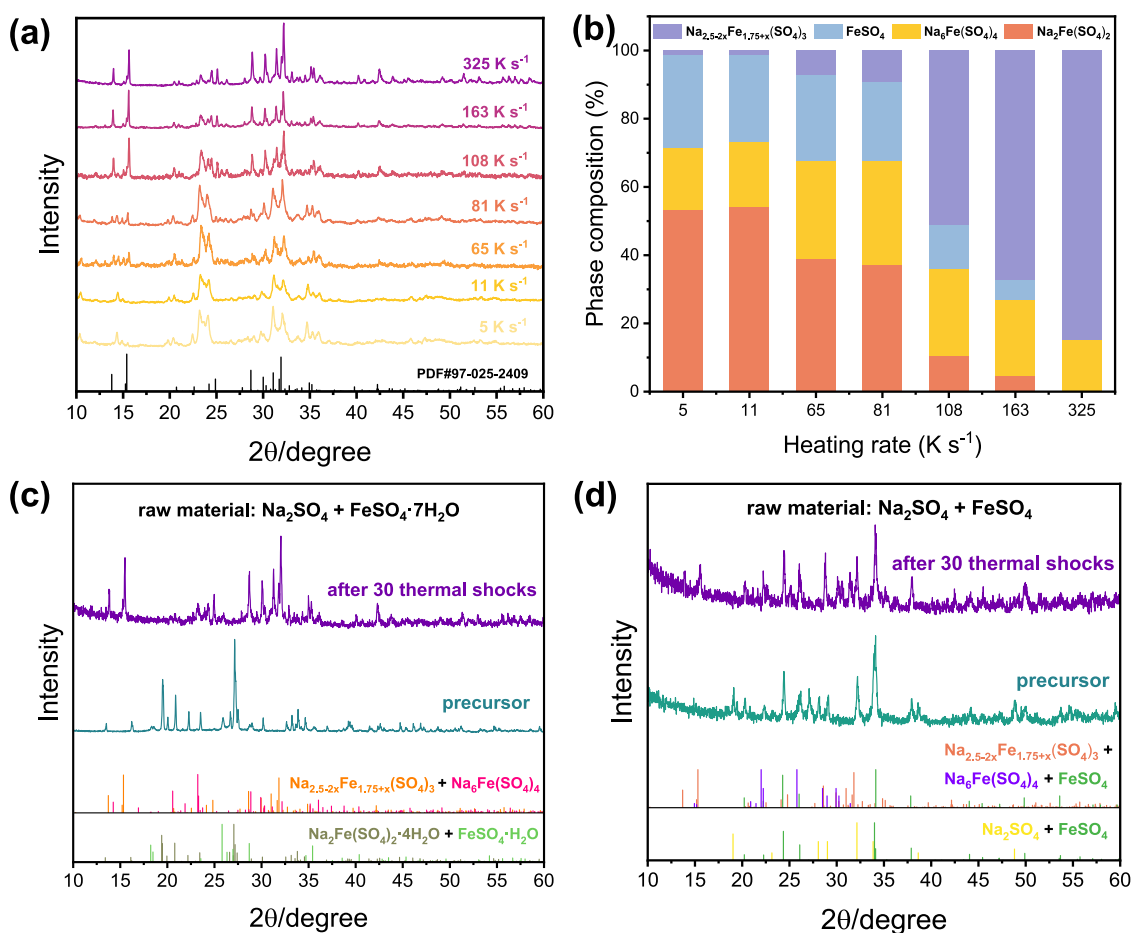 (a)
325 K s⁻¹
163 K s⁻¹
108 K s⁻¹
81 K s⁻¹
65 K s⁻¹
11 K s⁻¹
5 K s⁻¹
PDF#97-025-2409
Intensity
10 15 20 25 30 35 40 45 50 55 60
2θ/degree
(b)
Na₂.₅₋₂ₓFe₁.₇₅₊ₓ(SO₄)₃ FeSO₄ Na₆Fe(SO₄)₄ Na₂Fe(SO₄)₂
100
80
60
40
20
0
Phase composition (%)
5 11 65 81 108 163 325
Heating rate (K s⁻¹)
(c)
raw material: Na₂SO₄ + FeSO₄·7H₂O
after 30 thermal shocks
precursor
Na₂.₅₋₂ₓFe₁.₇₅₊ₓ(SO₄)₃ + Na₆Fe(SO₄)₄
Na₂Fe(SO₄)₂·4H₂O + FeSO₄·H₂O
Intensity
10 15 20 25 30 35 40 45 50 55 60
2θ/degree
(d)
raw material: Na₂SO₄ + FeSO₄
after 30 thermal shocks
precursor
Na₂.₅₋₂ₓFe₁.₇₅₊ₓ(SO₄)₃ +
Na₆Fe(SO₄)₄ + FeSO₄
Na₂SO₄ + FeSO₄
Intensity
10 15 20 25 30 35 40 45 50 55 60
2θ/degree